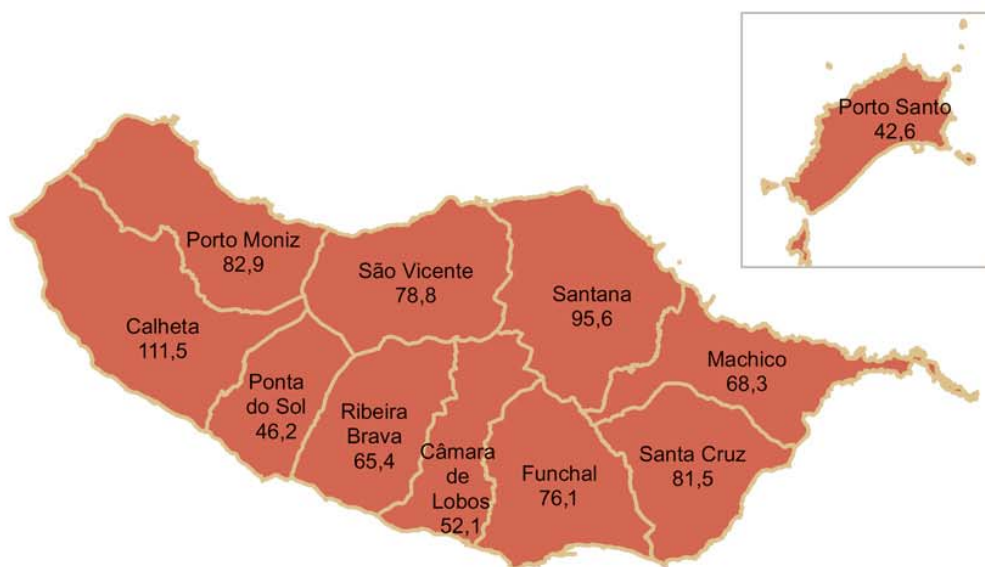 Porto Santo
42,6
Porto Moniz
82,9
São Vicente
78,8
Santana
95,6
Calheta
111,5
Machico
68,3
Ponta
do Sol
46,2
Ribeira
Brava
65,4
Câmara
de
Lobos
52,1
Funchal
76,1
Santa Cruz
81,5